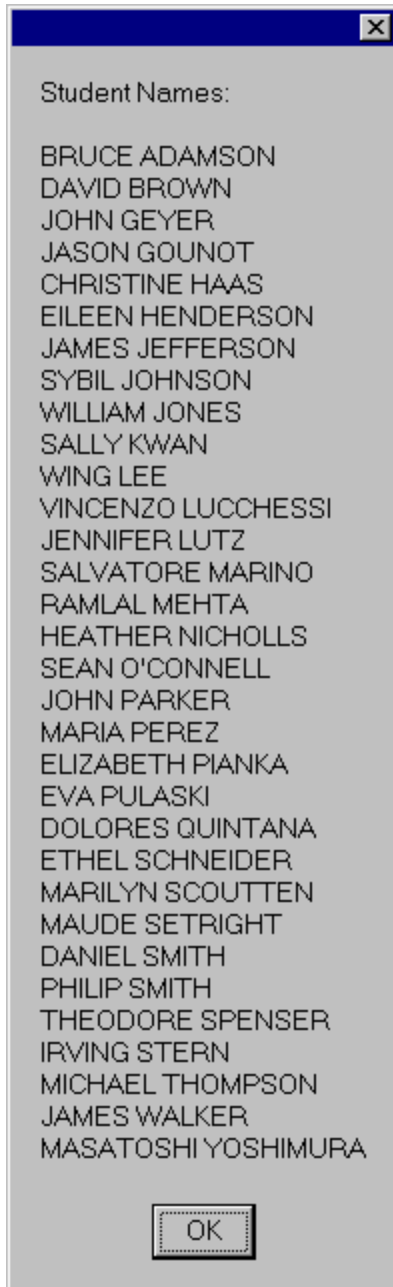 Student Names:
BRUCE ADAMSON
DAVID BROWN
JOHN GEYER
JASON GOUNOT
CHRISTINE HAAS
EILEEN HENDERSON
JAMES JEFFERSON
SYBIL JOHNSON
WILLIAM JONES
SALLY KWAN
WING LEE
VINCENZO LUCCHESSI
JENNIFER LUTZ
SALVATORE MARINO
RAMLAL MEHTA
HEATHER NICHOLLS
SEAN O'CONNELL
JOHN PARKER
MARIA PEREZ
ELIZABETH PIANKA
EVA PULASKI
DOLORES QUINTANA
ETHEL SCHNEIDER
MARILYN SCOUTTEN
MAUDE SETRIGHT
DANIEL SMITH
PHILIP SMITH
THEODORE SPENSER
IRVING STERN
MICHAEL THOMPSON
JAMES WALKER
MASATOSHI YOSHIMURA
OK